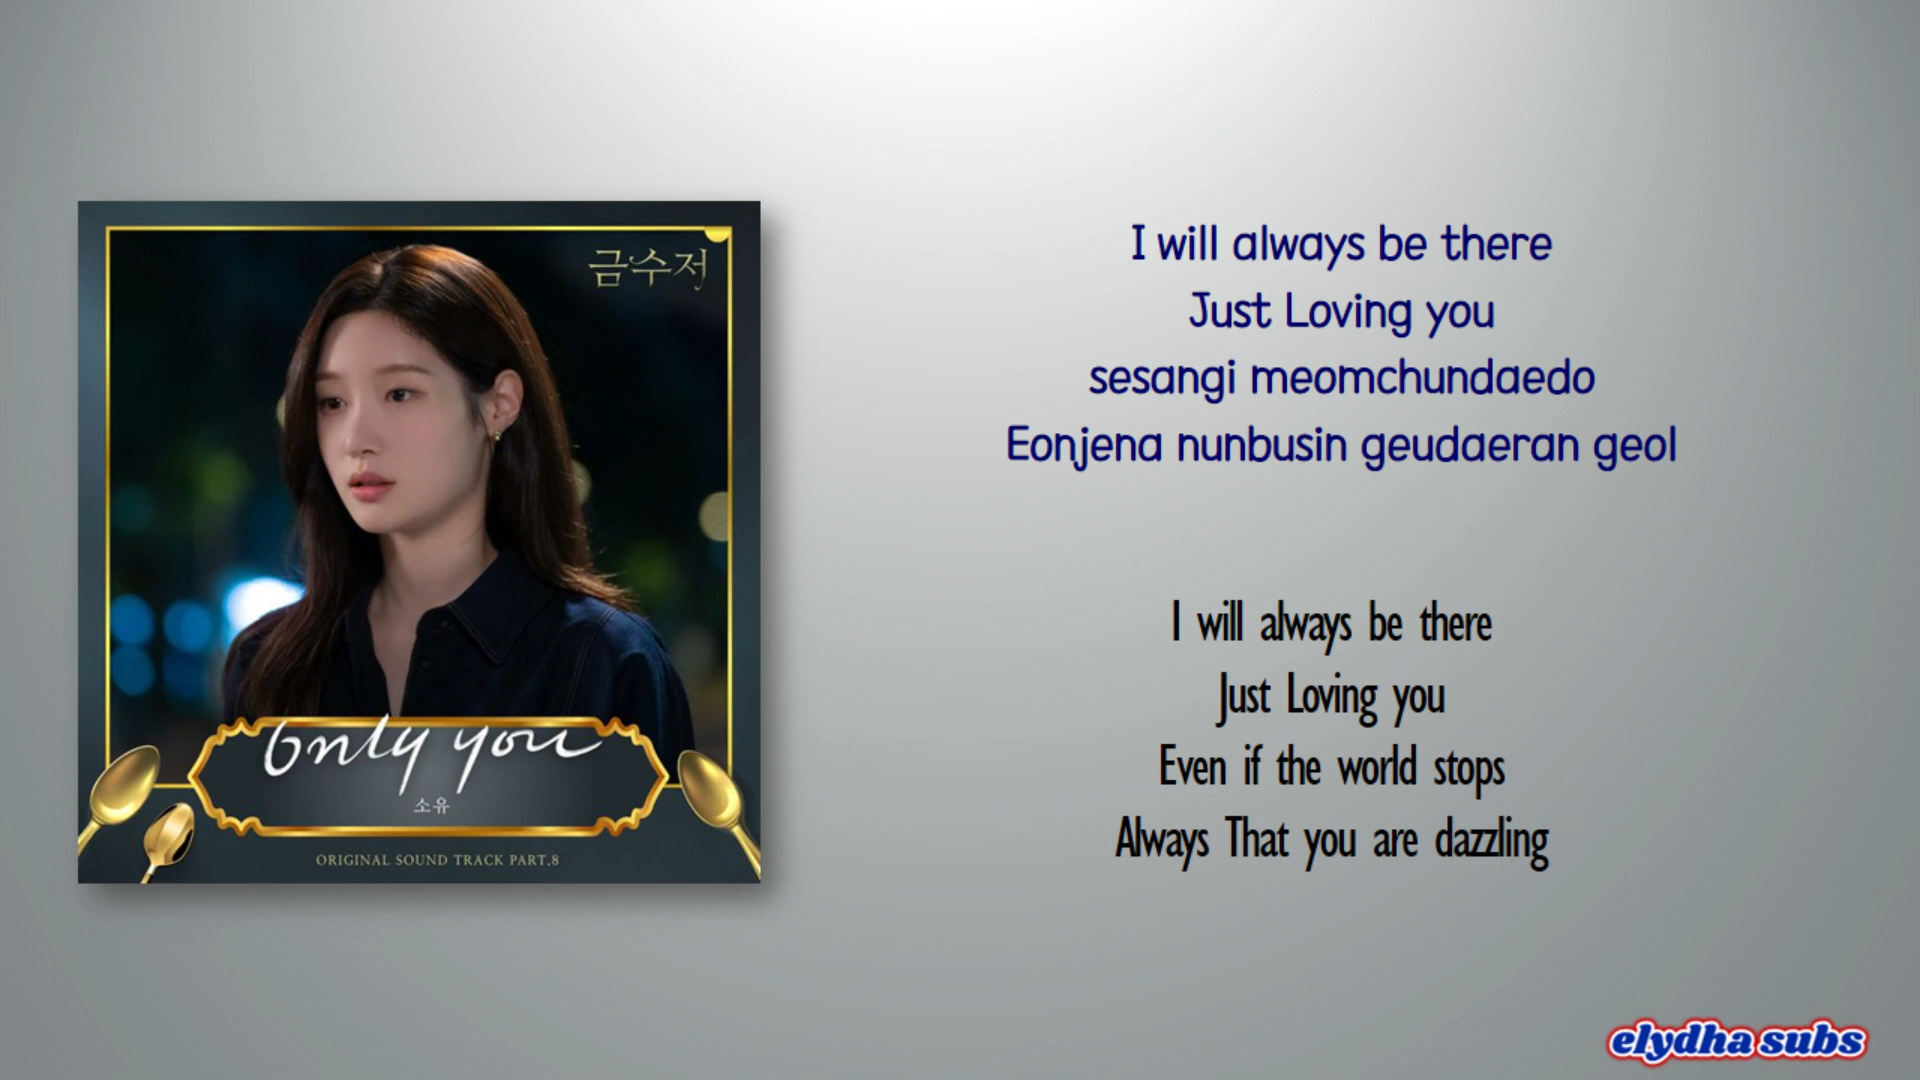 금수저
Only you
소유
ORIGINAL SOUND TRACK PART.8
I will always be there
Just Loving you
sesangi meomchundaedo
Eonjena nunbusin geudaeran geol
I will always be there
Just Loving you
Even if the world stops
Always That you are dazzling
elydha subs